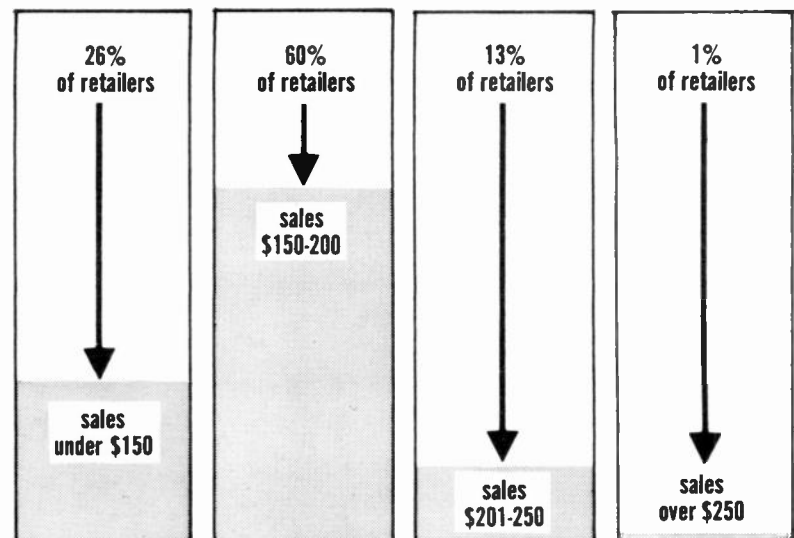 26%
of retailers
sales
under $150
60%
of retailers
sales
$150-200
13%
of retailers
sales
$201-250
1%
of retailers
sales
over $250